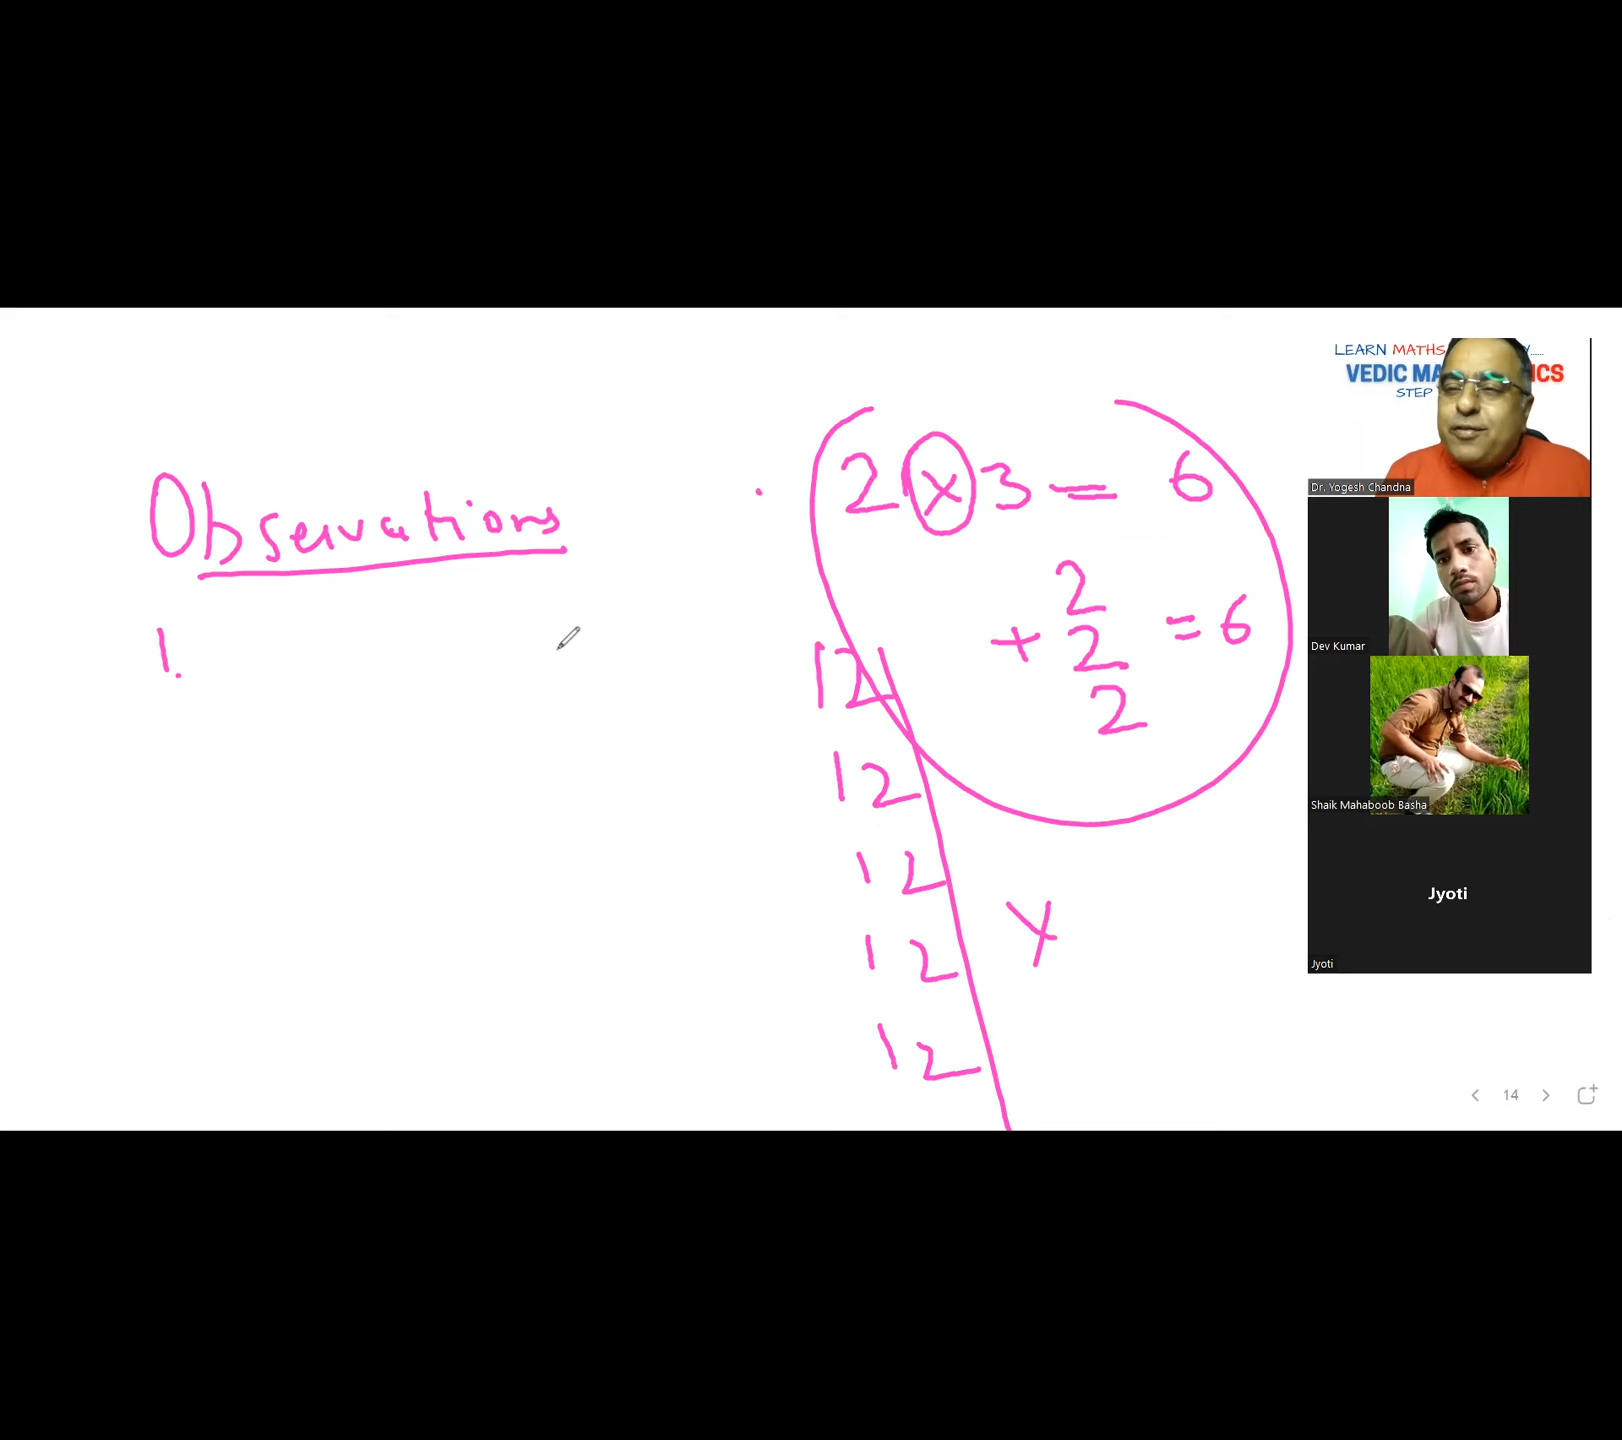 Observations
1.
2 x 3 = 6
2
+ 2 = 6
2
12
12
12
12
12
LEARN MATHS
VEDIC MA ICS
STEP
Dr. Yogesh Chandna
Dev Kumar
Shaik Mahaboob Basha
Jyoti
Jyoti
14